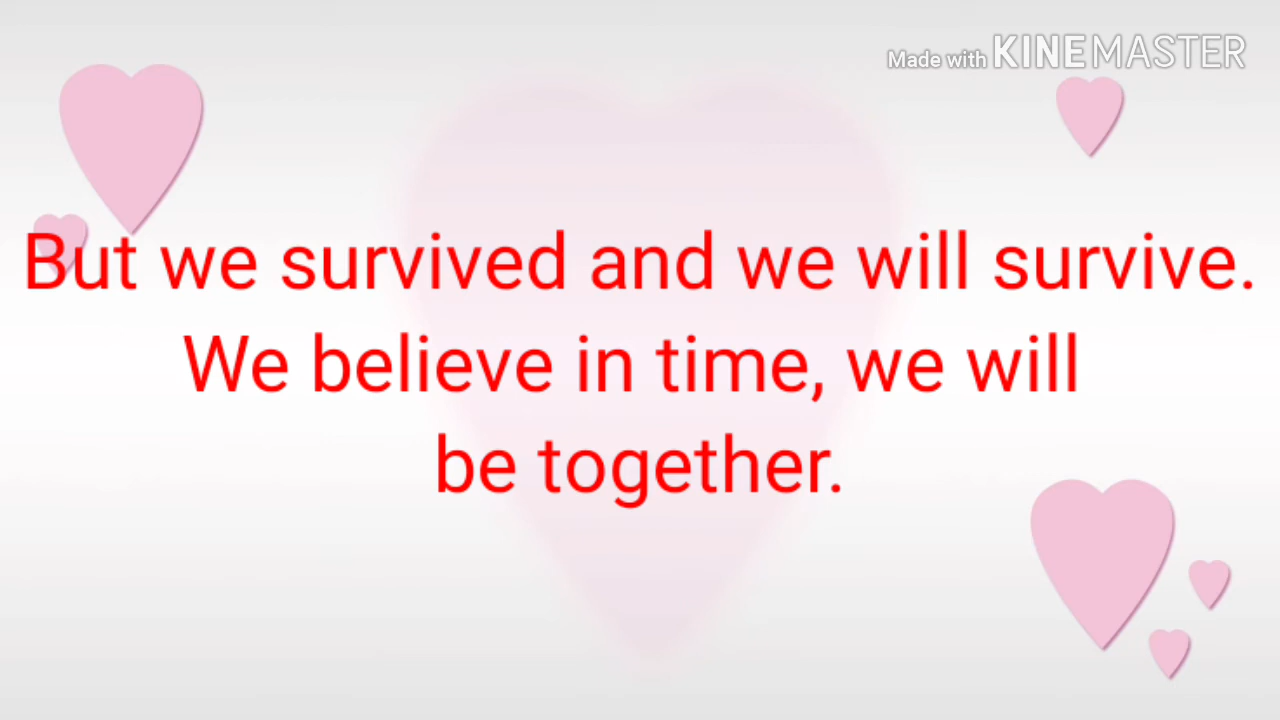 Made with KINEMASTER
But we survived and we will survive.
We believe in time, we will
be together.